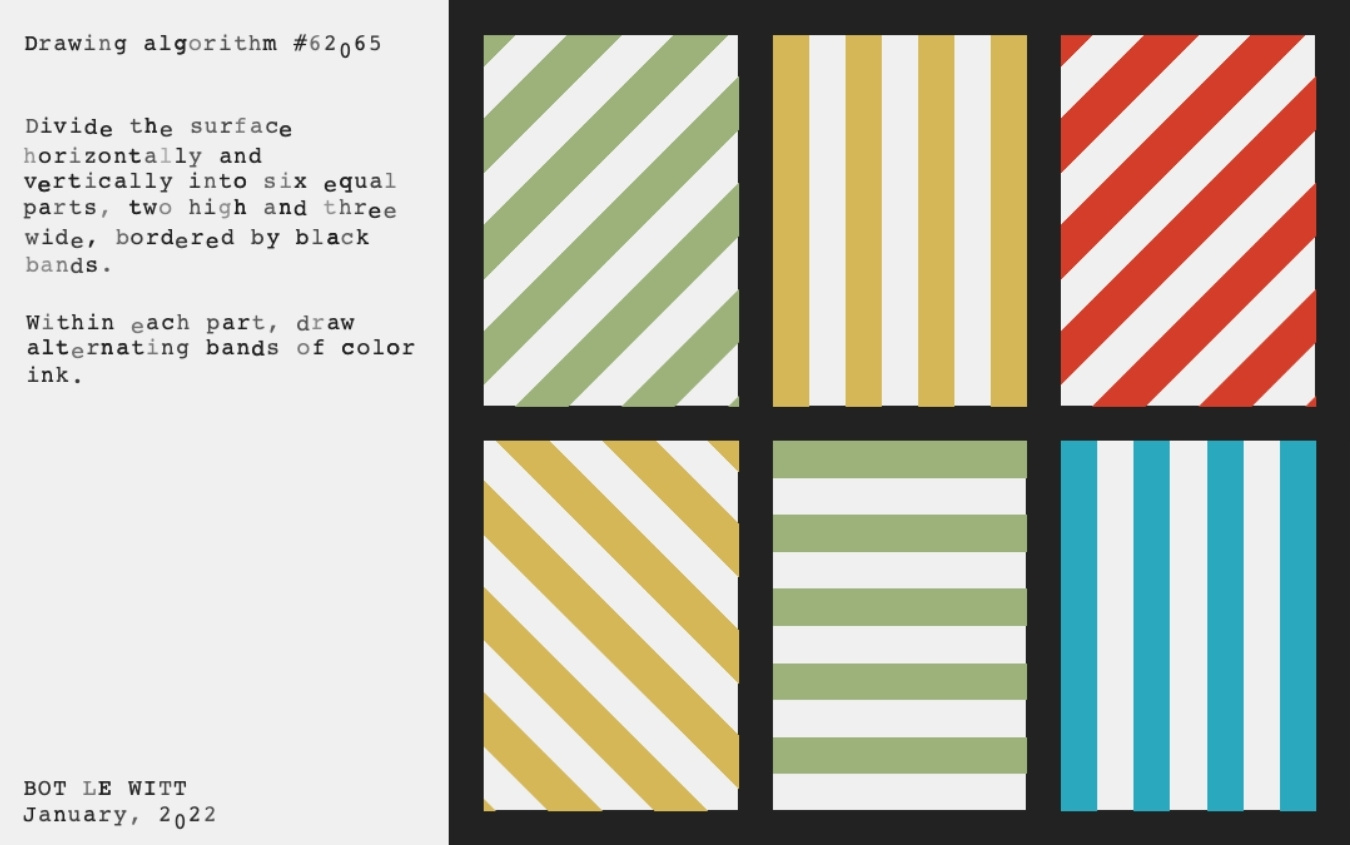 Drawing algorithm #62065
Divide the surface
horizontally and
vertically into six equal
parts, two high and three
wide, bordered by black
bands.
Within each part, draw
alternating bands of color
ink.
BOT LE WITT
January, 2022